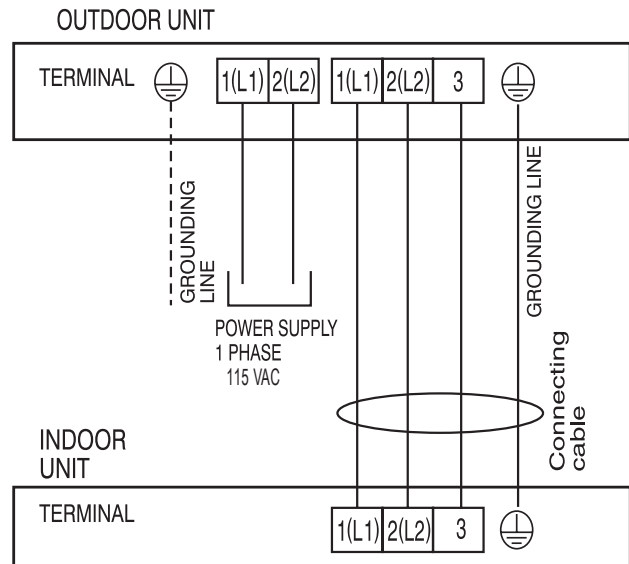 OUTDOOR UNIT
TERMINAL
1(L1) 2(L2)
1(L1) 2(L2) 3
GROUNDING
LINE
GROUNDING LINE
POWER SUPPLY
1 PHASE
115 VAC
Connecting
cable
INDOOR
UNIT
TERMINAL
1(L1) 2(L2) 3